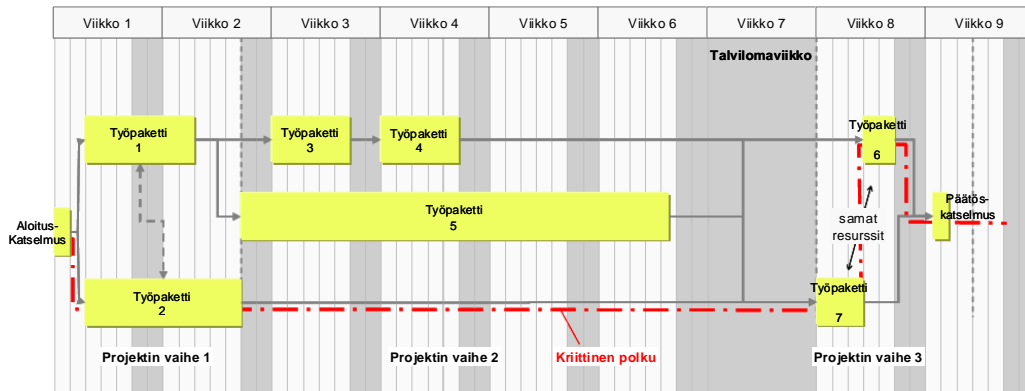 Viikko 1
Viikko 2
Viikko 3
Viikko 4
Viikko 5
Viikko 6
Viikko 7
Viikko 8
Viikko 9
Talvilomaviikko
Työpaketti
1
Työpaketti
3
Työpaketti
4
Työpaketti
6
Työpaketti
5
Aloitus-
Katselmus
Päätös-
katselmus
samat
resurssit
Työpaketti
2
Työpaketti
7
Projektin vaihe 1
Projektin vaihe 2
Kriittinen polku
Projektin vaihe 3